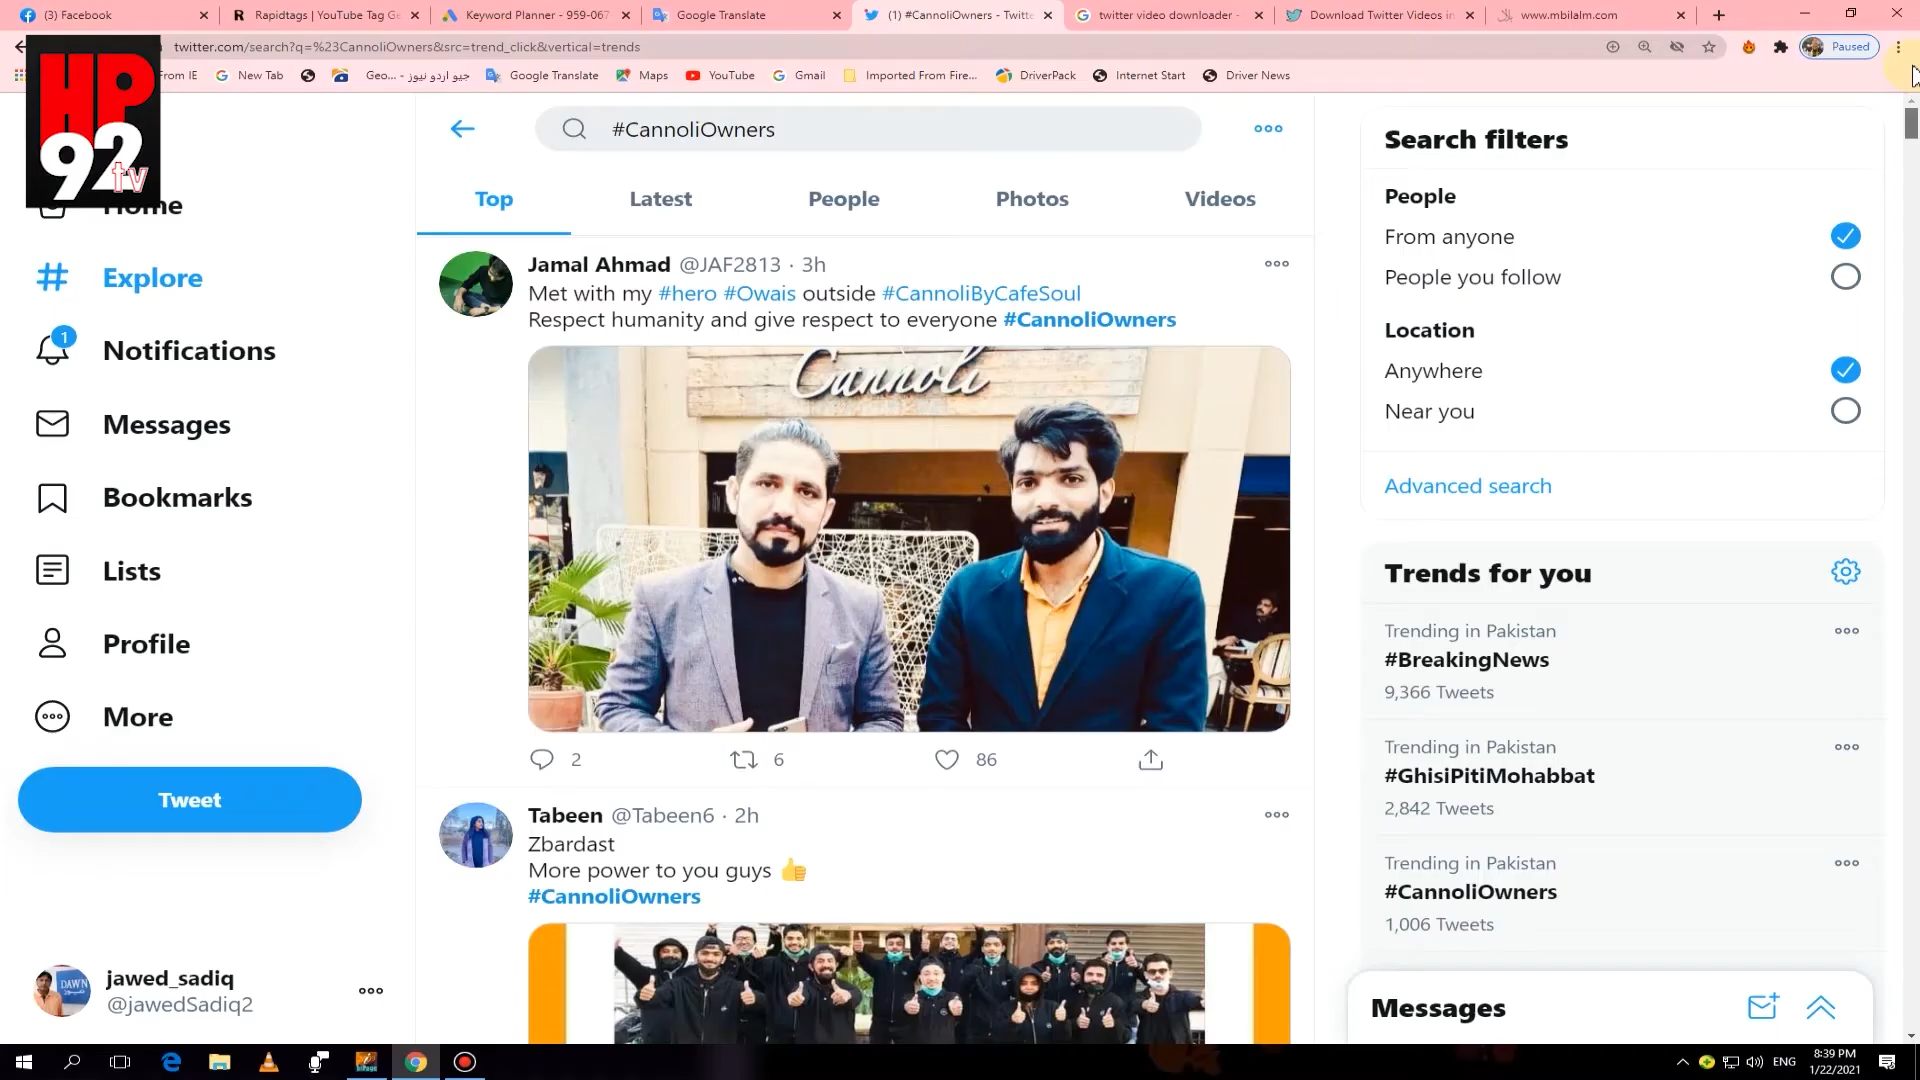 (3) Facebook
Rapidtags | YouTube Tag Ge
Keyword Planner - 959-067
Google Translate
(1) #CannoliOwners - Twitte
twitter video downloader -
Download Twitter Videos in
www.mbilalm.com
twitter.com/search?q=%23CannoliOwners&src=trend_click&vertical=trends
Paused
rom IE
New Tab
Geo... - جیو اردو نیوز
Google Translate
Maps
YouTube
Gmail
Imported From Fire...
DriverPack
Internet Start
Driver News
HP
92
tv
Home
Explore
1
Notifications
Messages
Bookmarks
Lists
Profile
More
Tweet
jawed_sadiq
@jawedSadiq2
#CannoliOwners
Top
Latest
People
Photos
Videos
Jamal Ahmad @JAF2813 · 3h
Met with my #hero #Owais outside #CannoliByCafeSoul
Respect humanity and give respect to everyone #CannoliOwners
Cannoli
2
6
86
Tabeen @Tabeen6 · 2h
Zbardast
More power to you guys 👍
#CannoliOwners
Search filters
People
From anyone
People you follow
Location
Anywhere
Near you
Advanced search
Trends for you
Trending in Pakistan
#BreakingNews
9,366 Tweets
Trending in Pakistan
#GhisiPitiMohabbat
2,842 Tweets
Trending in Pakistan
#CannoliOwners
1,006 Tweets
Messages
ENG
8:39 PM
1/22/2021